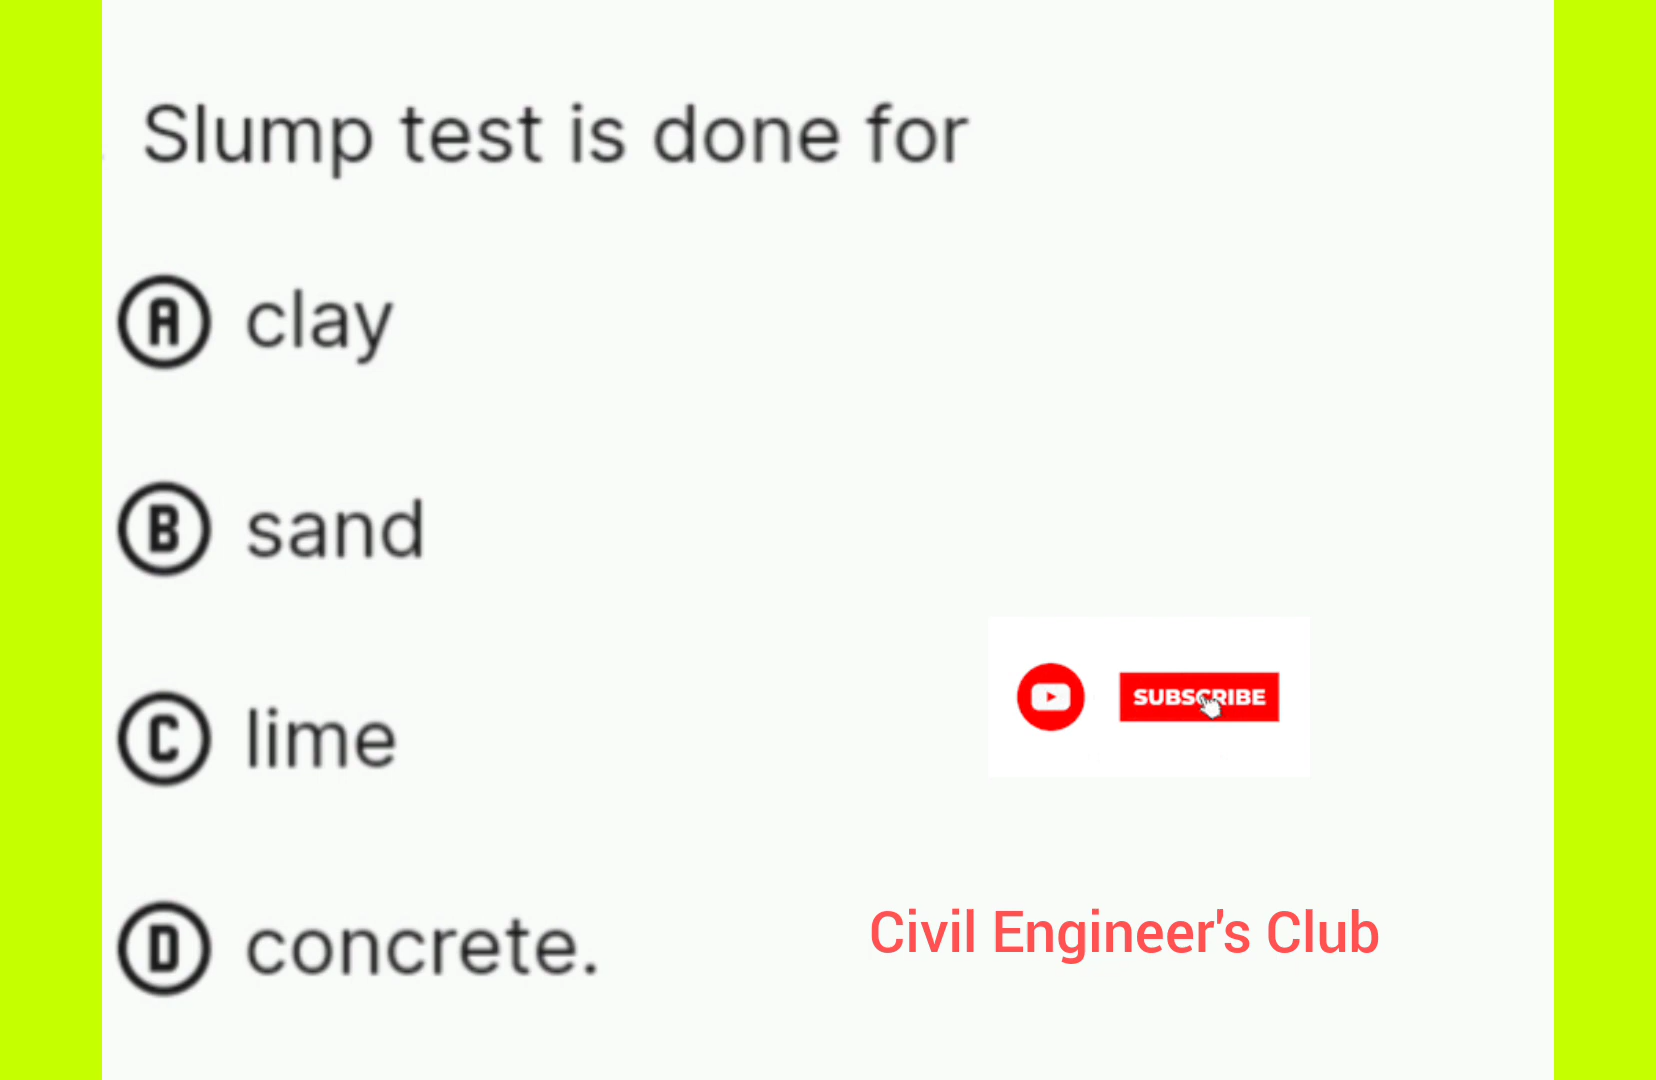 Slump test is done for
A clay
B sand
C lime
SUBSCRIBE
D concrete.
Civil Engineer's Club